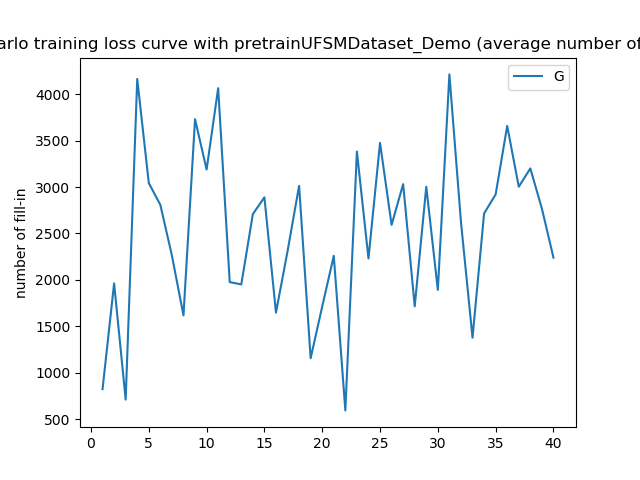 arlo training loss curve with pretrainUFSMDataset_Demo (average number of
G
number of fill-in
4000
3500
3000
2500
2000
1500
1000
500
0 5 10 15 20 25 30 35 40